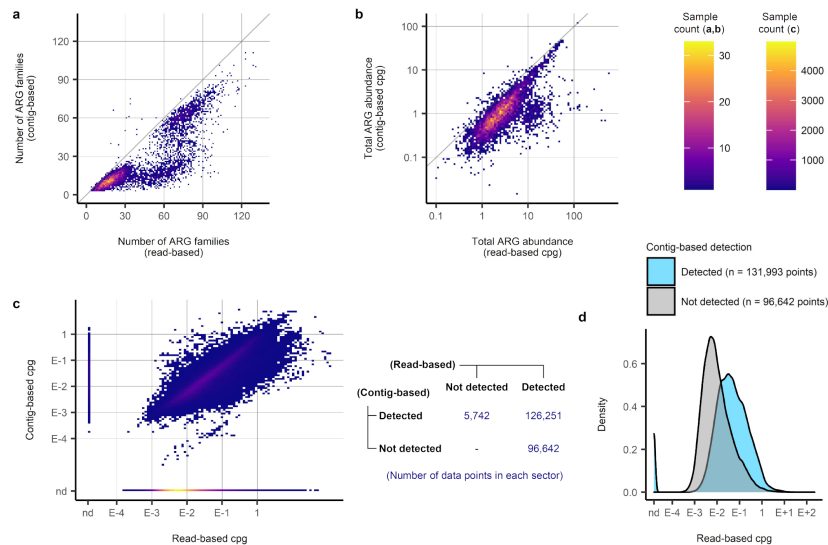 a
Number of ARG families
(contig-based)
120
90
60
30
0
0 30 60 90 120
Number of ARG families
(read-based)
b
Total ARG abundance
(contig-based cpg)
100
10
1
0.1
0.1 1 10 100
Total ARG abundance
(read-based cpg)
Sample
count (a,b)
30
20
10
Sample
count (c)
4000
3000
2000
1000
c
Contig-based cpg
1
E-1
E-2
E-3
E-4
nd
nd E-4 E-3 E-2 E-1 1
Read-based cpg
(Read-based)
(Contig-based) Not detected Detected
Detected 5,742 126,251
Not detected - 96,642
(Number of data points in each sector)
Contig-based detection
Detected (n = 131,993 points)
Not detected (n = 96,642 points)
d
Density
0.6
0.4
0.2
0.0
nd E-4 E-3 E-2 E-1 1 E+1 E+2
Read-based cpg